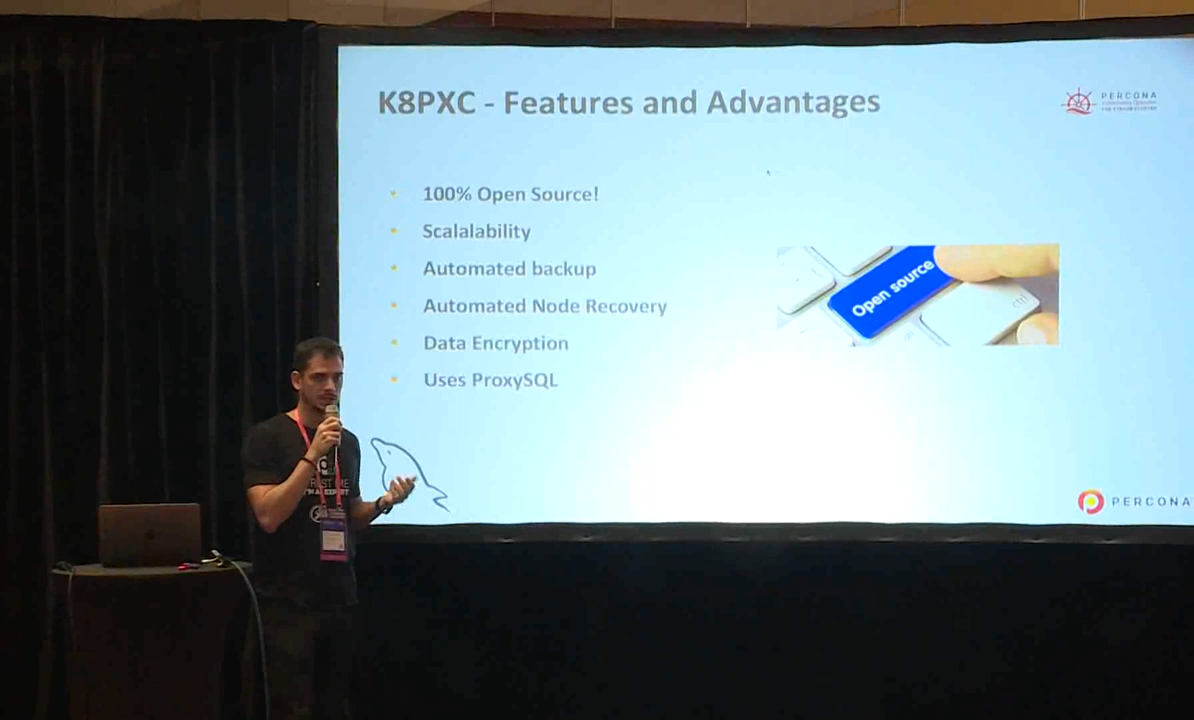 K8PXC - Features and Advantages
PERCONA
100% Open Source!
Scalalability
Automated backup
Automated Node Recovery
Data Encryption
Uses ProxySQL
Open source
ctrl
PERCONA